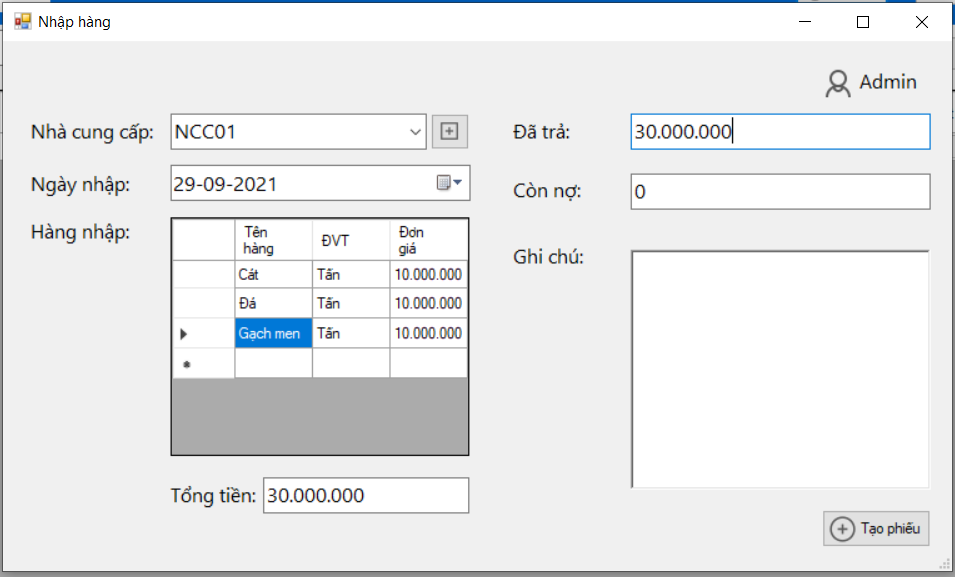 Nhập hàng
Admin
Nhà cung cấp: NCC01
Đã trả: 30.000.000
Ngày nhập: 29-09-2021
Còn nợ: 0
Hàng nhập:
Tên hàng ĐVT Đơn giá
Cát Tấn 10.000.000
Đá Tấn 10.000.000
Gạch men Tấn 10.000.000
Ghi chú:
Tổng tiền: 30.000.000
Tạo phiếu